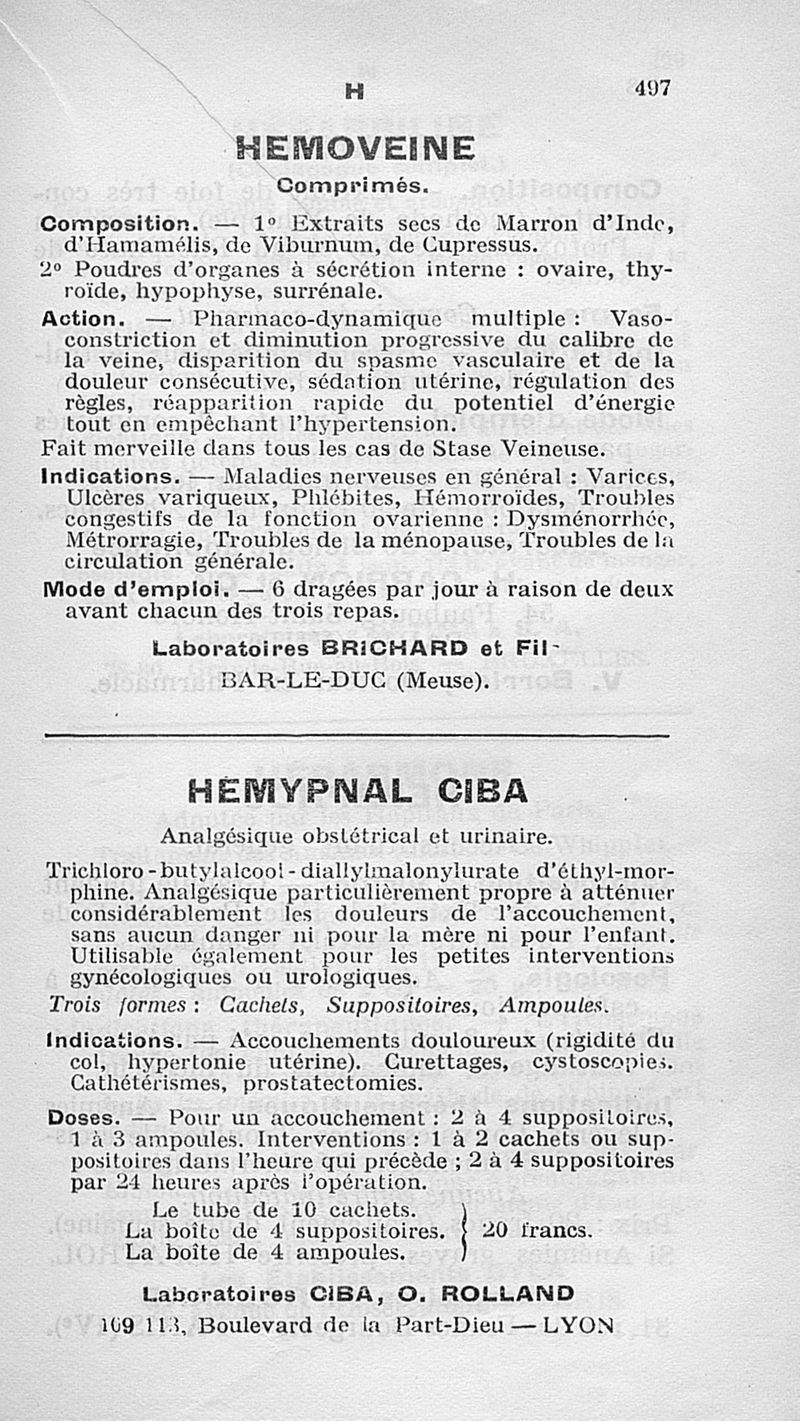 H 497
HEMOVEINE
Comprimés.
Composition. — 1º Extraits secs de Marron d'Inde,
d'Hamamélis, de Viburnum, de Cupressus.
2º Poudres d'organes à sécrétion interne : ovaire, thy-
roïde, hypophyse, surrénale.
Action. — Pharmaco-dynamique multiple : Vaso-
constriction et diminution progressive du calibre de
la veine, disparition du spasme vasculaire et de la
douleur consécutive, sédation utérine, régulation des
règles, réapparition rapide du potentiel d'énergie
tout en empêchant l'hypertension.
Fait merveille dans tous les cas de Stase Veineuse.
Indications. — Maladies nerveuses en général : Varices,
Ulcères variqueux, Phlébites, Hémorroïdes, Troubles
congestifs de la fonction ovarienne : Dysménorrhée,
Métrorragie, Troubles de la ménopause, Troubles de la
circulation générale.
Mode d'emploi. — 6 dragées par jour à raison de deux
avant chacun des trois repas.
Laboratoires BRICHARD et Fil
BAR-LE-DUC (Meuse).
HÉMYPNAL CIBA
Analgésique obstétrical et urinaire.
Trichloro-butylalcool-diallylmalonylurate d'éthyl-mor-
phine. Analgésique particulièrement propre à atténuer
considérablement les douleurs de l'accouchement,
sans aucun danger ni pour la mère ni pour l'enfant.
Utilisable également pour les petites interventions
gynécologiques ou urologiques.
Trois formes : Cachets, Suppositoires, Ampoules.
Indications. — Accouchements douloureux (rigidité du
col, hypertonie utérine). Curettages, cystoscopies.
Cathétérismes, prostatectomies.
Doses. — Pour un accouchement : 2 à 4 suppositoires,
1 à 3 ampoules. Interventions : 1 à 2 cachets ou sup-
positoires dans l'heure qui précède ; 2 à 4 suppositoires
par 24 heures après l'opération.
Le tube de 10 cachets.
La boîte de 4 suppositoires. } 20 francs.
La boîte de 4 ampoules.
Laboratoires CIBA, O. ROLLAND
109 113, Boulevard de la Part-Dieu — LYON